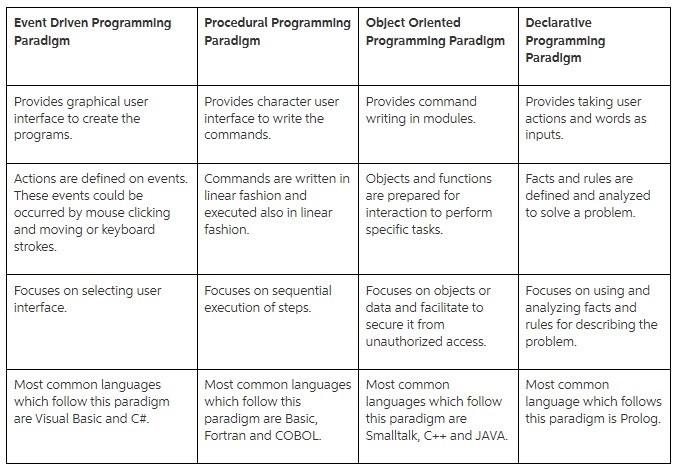 Event Driven Programming
Paradigm
Procedural Programming
Paradigm
Object Oriented
Programming Paradigm
Declarative
Programming
Paradigm
Provides graphical user
interface to create the
programs.
Provides character user
interface to write the
commands.
Provides command
writing in modules.
Provides taking user
actions and words as
inputs.
Actions are defined on events.
These events could be
occurred by mouse clicking
and moving or keyboard
strokes.
Commands are written in
linear fashion and
executed also in linear
fashion.
Objects and functions
are prepared for
interaction to perform
specific tasks.
Facts and rules are
defined and analyzed
to solve a problem.
Focuses on selecting user
interface.
Focuses on sequential
execution of steps.
Focuses on objects or
data and facilitate to
secure it from
unauthorized access.
Focuses on using and
analyzing facts and
rules for describing the
problem.
Most common languages
which follow this paradigm
are Visual Basic and C#.
Most common languages
which follow this
paradigm are Basic,
Fortran and COBOL.
Most common
languages which follow
this paradigm are
Smalltalk, C++ and JAVA.
Most common
language which follows
this paradigm is Prolog.